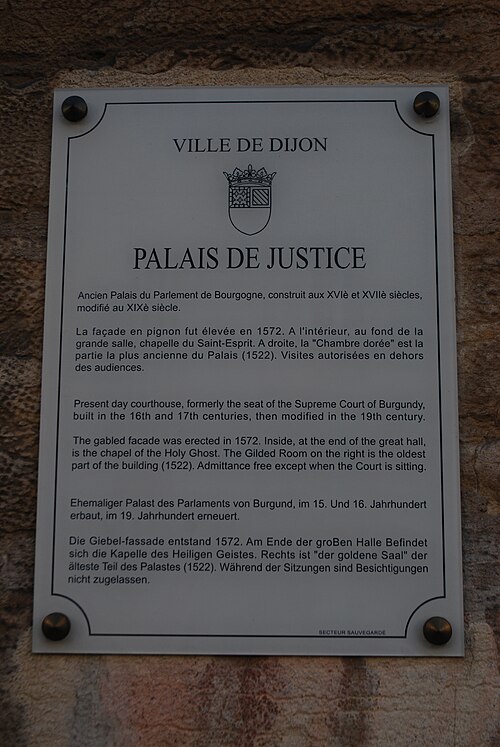 VILLE DE DIJON
PALAIS DE JUSTICE
Ancien Palais du Parlement de Bourgogne, construit aux XVIè et XVIIè siècles,
modifié au XIXè siècle.
La façade en pignon fut élevée en 1572. A l'intérieur, au fond de la
grande salle, chapelle du Saint-Esprit. A droite, la "Chambre dorée" est la
partie la plus ancienne du Palais (1522). Visites autorisées en dehors
des audiences.
Present day courthouse, formerly the seat of the Supreme Court of Burgundy,
built in the 16th and 17th centuries, then modified in the 19th century.
The gabled facade was erected in 1572. Inside, at the end of the great hall,
is the chapel of the Holy Ghost. The Gilded Room on the right is the oldest
part of the building (1522). Admittance free except when the Court is sitting.
Ehemaliger Palast des Parlaments von Burgund, im 15. Und 16. Jahrhundert
erbaut, im 19. Jahrhundert erneuert.
Die Giebel-fassade entstand 1572. Am Ende der groBen Halle Befindet
sich die Kapelle des Heiligen Geistes. Rechts ist "der goldene Saal" der
älteste Teil des Palastes (1522). Während der Sitzungen sind Besichtigungen
nicht zugelassen.
SECTEUR SAUVEGARDE